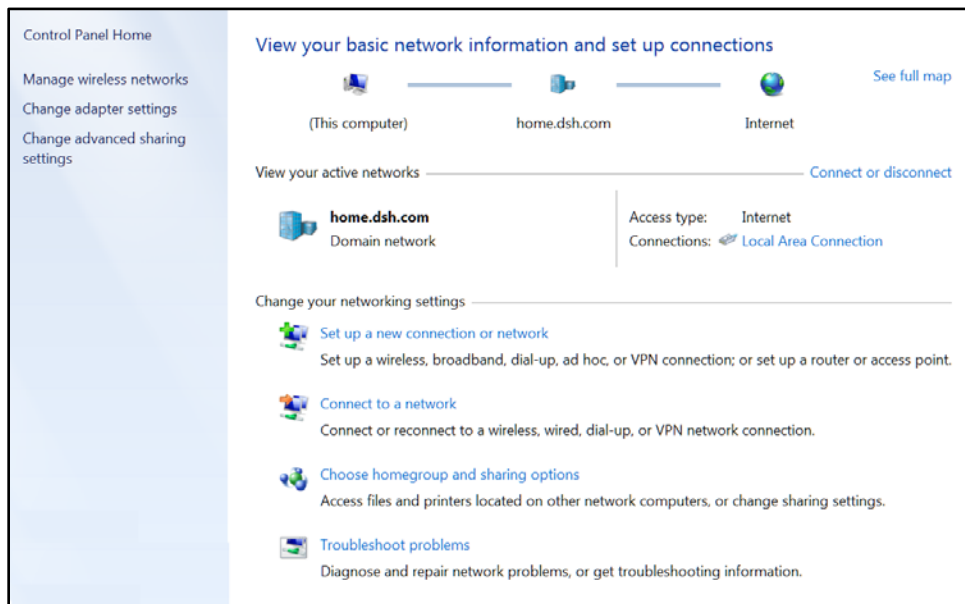 Control Panel Home
Manage wireless networks
Change adapter settings
Change advanced sharing
settings
View your basic network information and set up connections
See full map
(This computer)
home.dsh.com
Internet
View your active networks
Connect or disconnect
home.dsh.com
Domain network
Access type: Internet
Connections: Local Area Connection
Change your networking settings
Set up a new connection or network
Set up a wireless, broadband, dial-up, ad hoc, or VPN connection; or set up a router or access point.
Connect to a network
Connect or reconnect to a wireless, wired, dial-up, or VPN network connection.
Choose homegroup and sharing options
Access files and printers located on other network computers, or change sharing settings.
Troubleshoot problems
Diagnose and repair network problems, or get troubleshooting information.